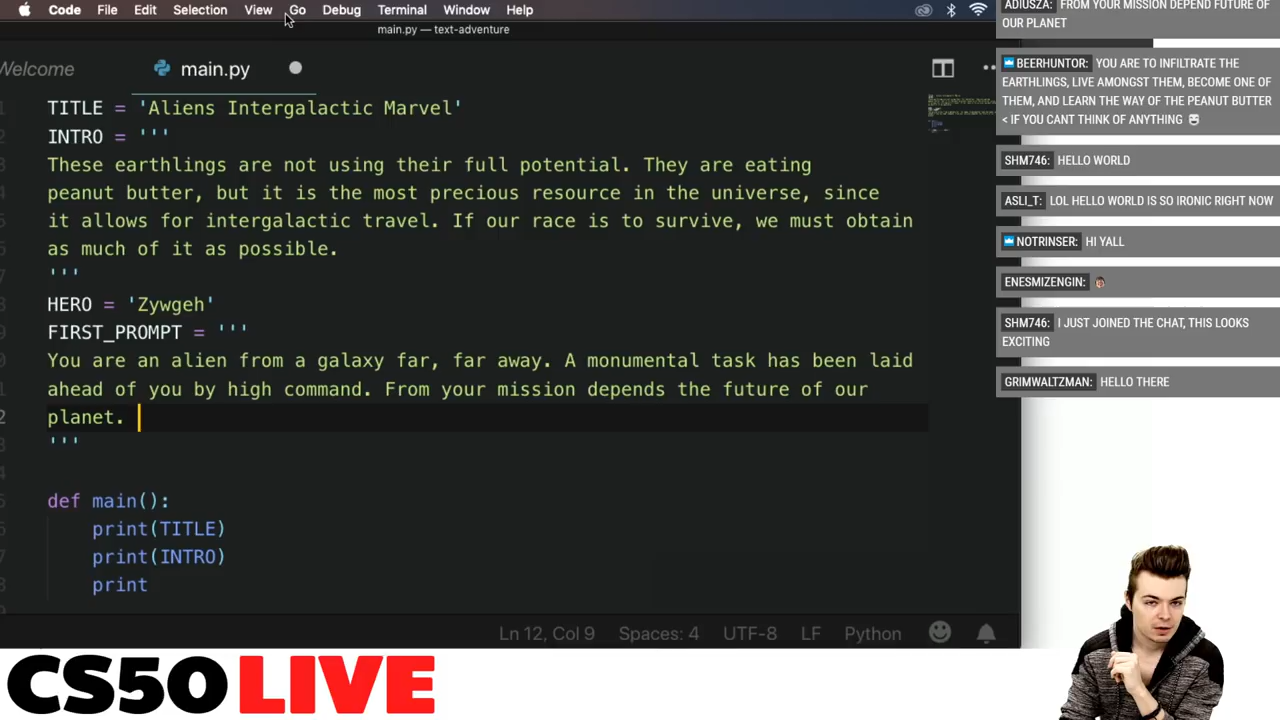 Code File Edit Selection View Go Debug Terminal Window Help
main.py — text-adventure
Welcome main.py
TITLE = 'Aliens Intergalactic Marvel'
INTRO = '''
These earthlings are not using their full potential. They are eating
peanut butter, but it is the most precious resource in the universe, since
it allows for intergalactic travel. If our race is to survive, we must obtain
as much of it as possible.
'''
HERO = 'Zywgeh'
FIRST_PROMPT = '''
You are an alien from a galaxy far, far away. A monumental task has been laid
ahead of you by high command. From your mission depends the future of our
planet.
'''
def main():
print(TITLE)
print(INTRO)
print
Ln 12, Col 9 Spaces: 4 UTF-8 LF Python
ADIUSZA: FROM YOUR MISSION DEPEND FUTURE OF
OUR PLANET
BEERHUNTOR: YOU ARE TO INFILTRATE THE
EARTHLINGS, LIVE AMONGST THEM, BECOME ONE OF
THEM, AND LEARN THE WAY OF THE PEANUT BUTTER
< IF YOU CANT THINK OF ANYTHING
SHM746: HELLO WORLD
ASLI_T: LOL HELLO WORLD IS SO IRONIC RIGHT NOW
NOTRINSER: HI YALL
ENESMIZENGIN:
SHM746: I JUST JOINED THE CHAT, THIS LOOKS
EXCITING
GRIMWALTZMAN: HELLO THERE
CS50 LIVE